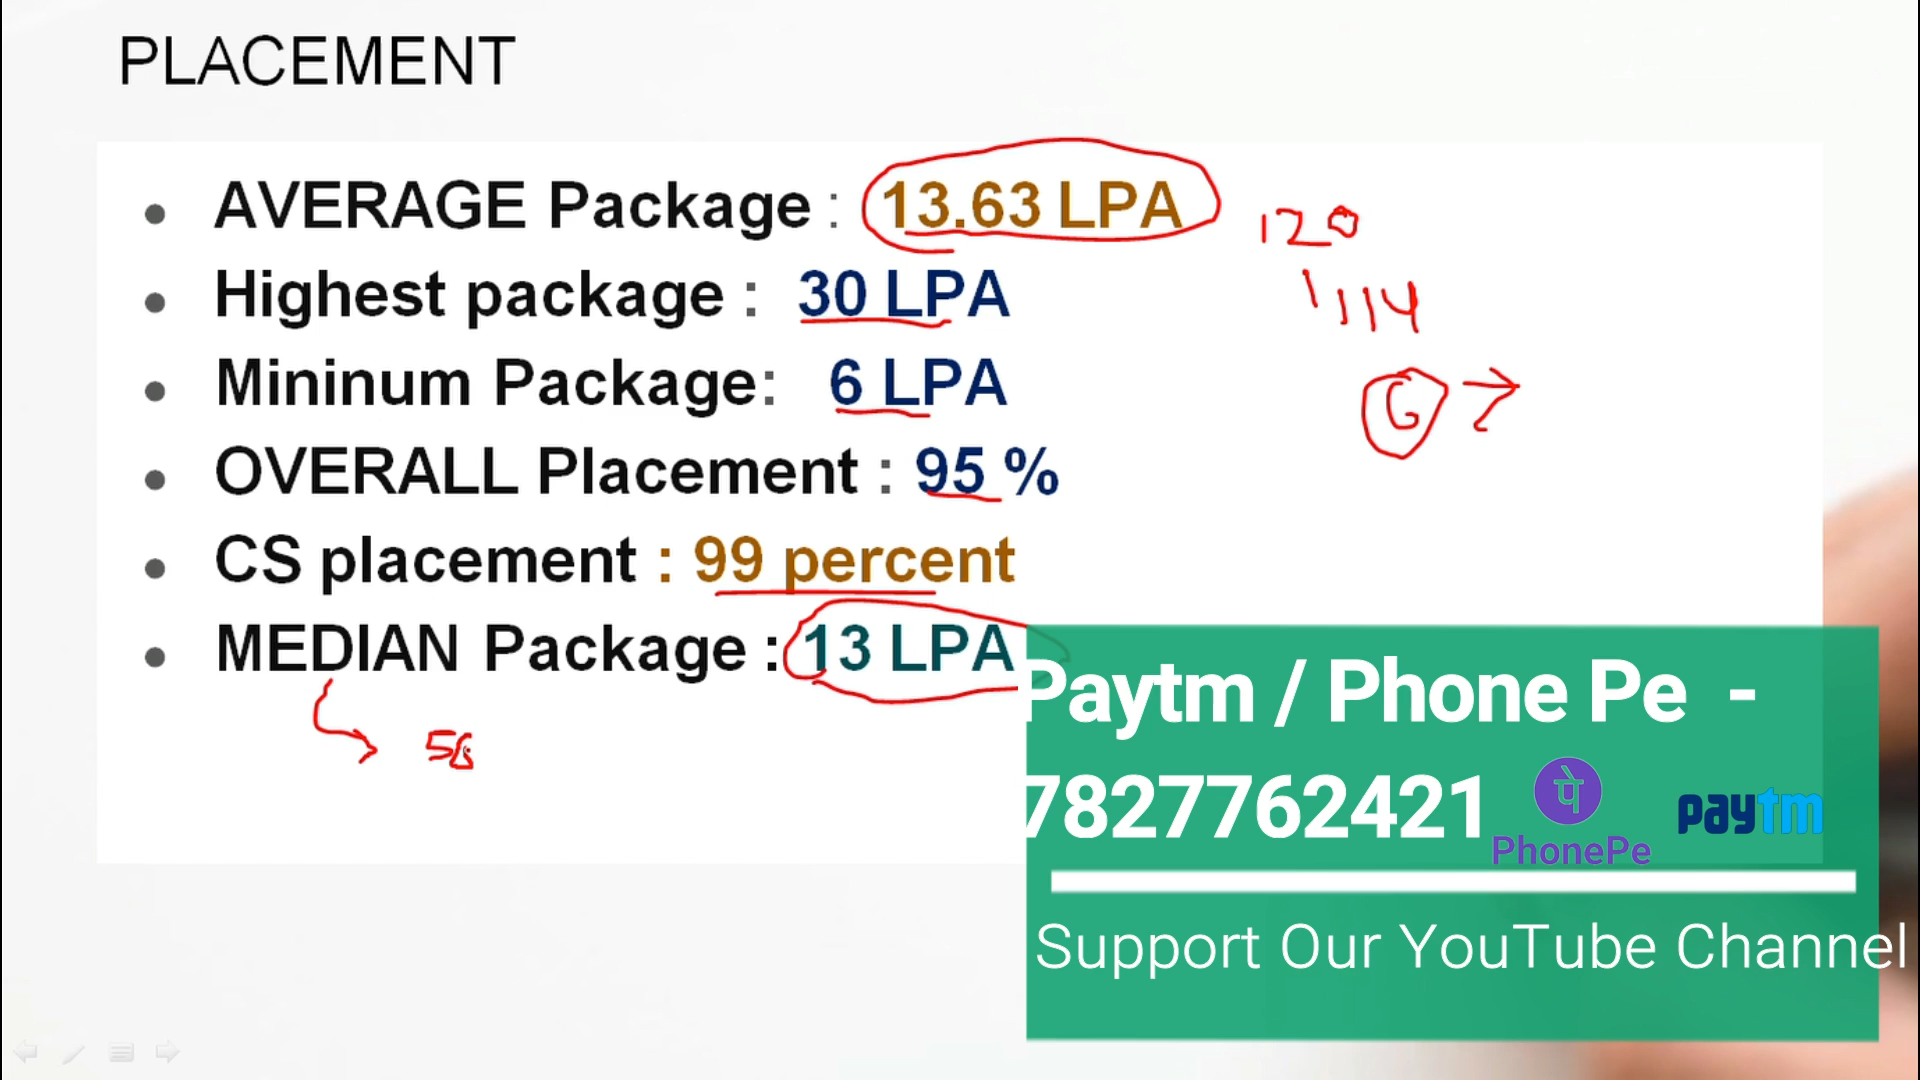 PLACEMENT
• AVERAGE Package : 13.63 LPA
120
• Highest package : 30 LPA
1114
• Mininum Package: 6 LPA
• OVERALL Placement : 95 %
• CS placement : 99 percent
• MEDIAN Package : 13 LPA
Paytm / Phone Pe -
7827762421
पे
PhonePe
paytm
Support Our YouTube Channel